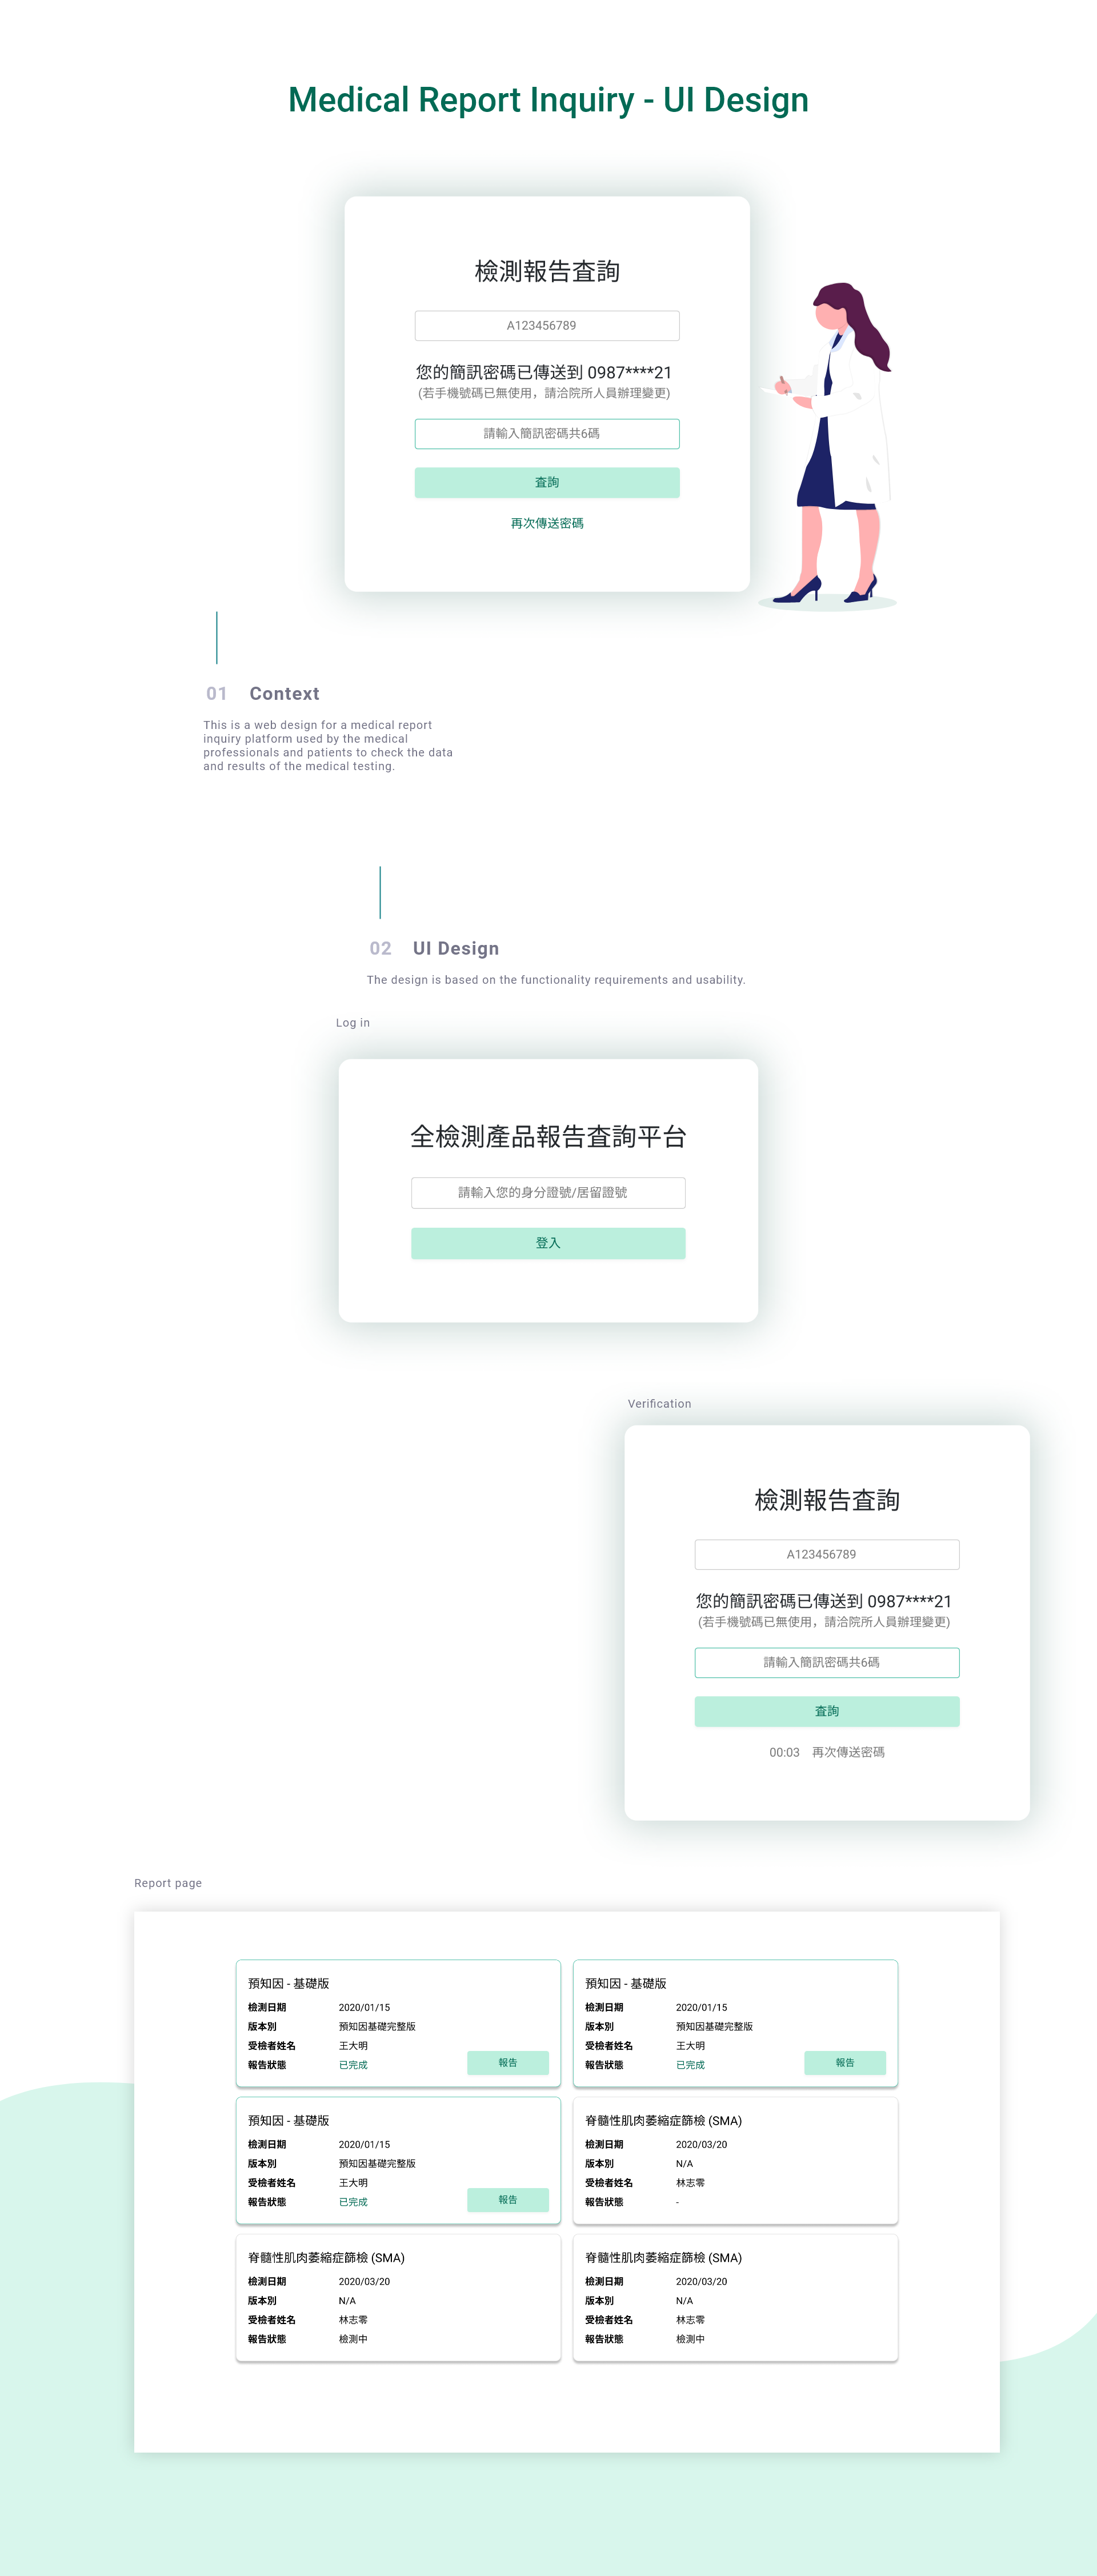 Medical Report Inquiry - UI Design
檢測報告查詢
A123456789
您的簡訊密碼已傳送到 0987****21
(若手機號碼已無使用，請洽院所人員辦理變更)
請輸入簡訊密碼共6碼
查詢
再次傳送密碼
01 Context
This is a web design for a medical report
inquiry platform used by the medical
professionals and patients to check the data
and results of the medical testing.
02 UI Design
The design is based on the functionality requirements and usability.
Log in
全檢測產品報告查詢平台
請輸入您的身分證號/居留證號
登入
Verification
檢測報告查詢
A123456789
您的簡訊密碼已傳送到 0987****21
(若手機號碼已無使用，請洽院所人員辦理變更)
請輸入簡訊密碼共6碼
查詢
00:03 再次傳送密碼
Report page
預知因 - 基礎版
檢測日期 2020/01/15
版本別 預知因基礎完整版
受檢者姓名 王大明
報告狀態 已完成
報告
預知因 - 基礎版
檢測日期 2020/01/15
版本別 預知因基礎完整版
受檢者姓名 王大明
報告狀態 已完成
報告
預知因 - 基礎版
檢測日期 2020/01/15
版本別 預知因基礎完整版
受檢者姓名 王大明
報告狀態 已完成
報告
脊髓性肌肉萎縮症篩檢 (SMA)
檢測日期 2020/03/20
版本別 N/A
受檢者姓名 林志零
報告狀態 -
脊髓性肌肉萎縮症篩檢 (SMA)
檢測日期 2020/03/20
版本別 N/A
受檢者姓名 林志零
報告狀態 檢測中
脊髓性肌肉萎縮症篩檢 (SMA)
檢測日期 2020/03/20
版本別 N/A
受檢者姓名 林志零
報告狀態 檢測中